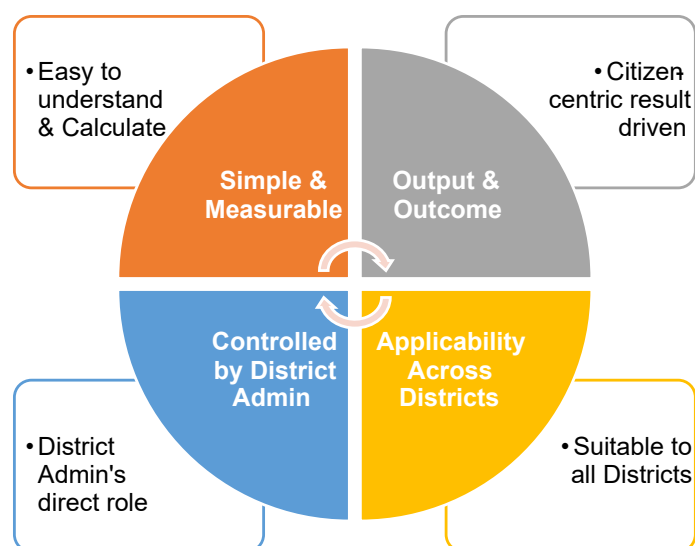 • Easy to
understand
& Calculate
• Citizen-
centric result
driven
Simple &
Measurable
Output &
Outcome
Controlled
by District
Admin
Applicability
Across
Districts
• District
Admin's
direct role
• Suitable to
all Districts